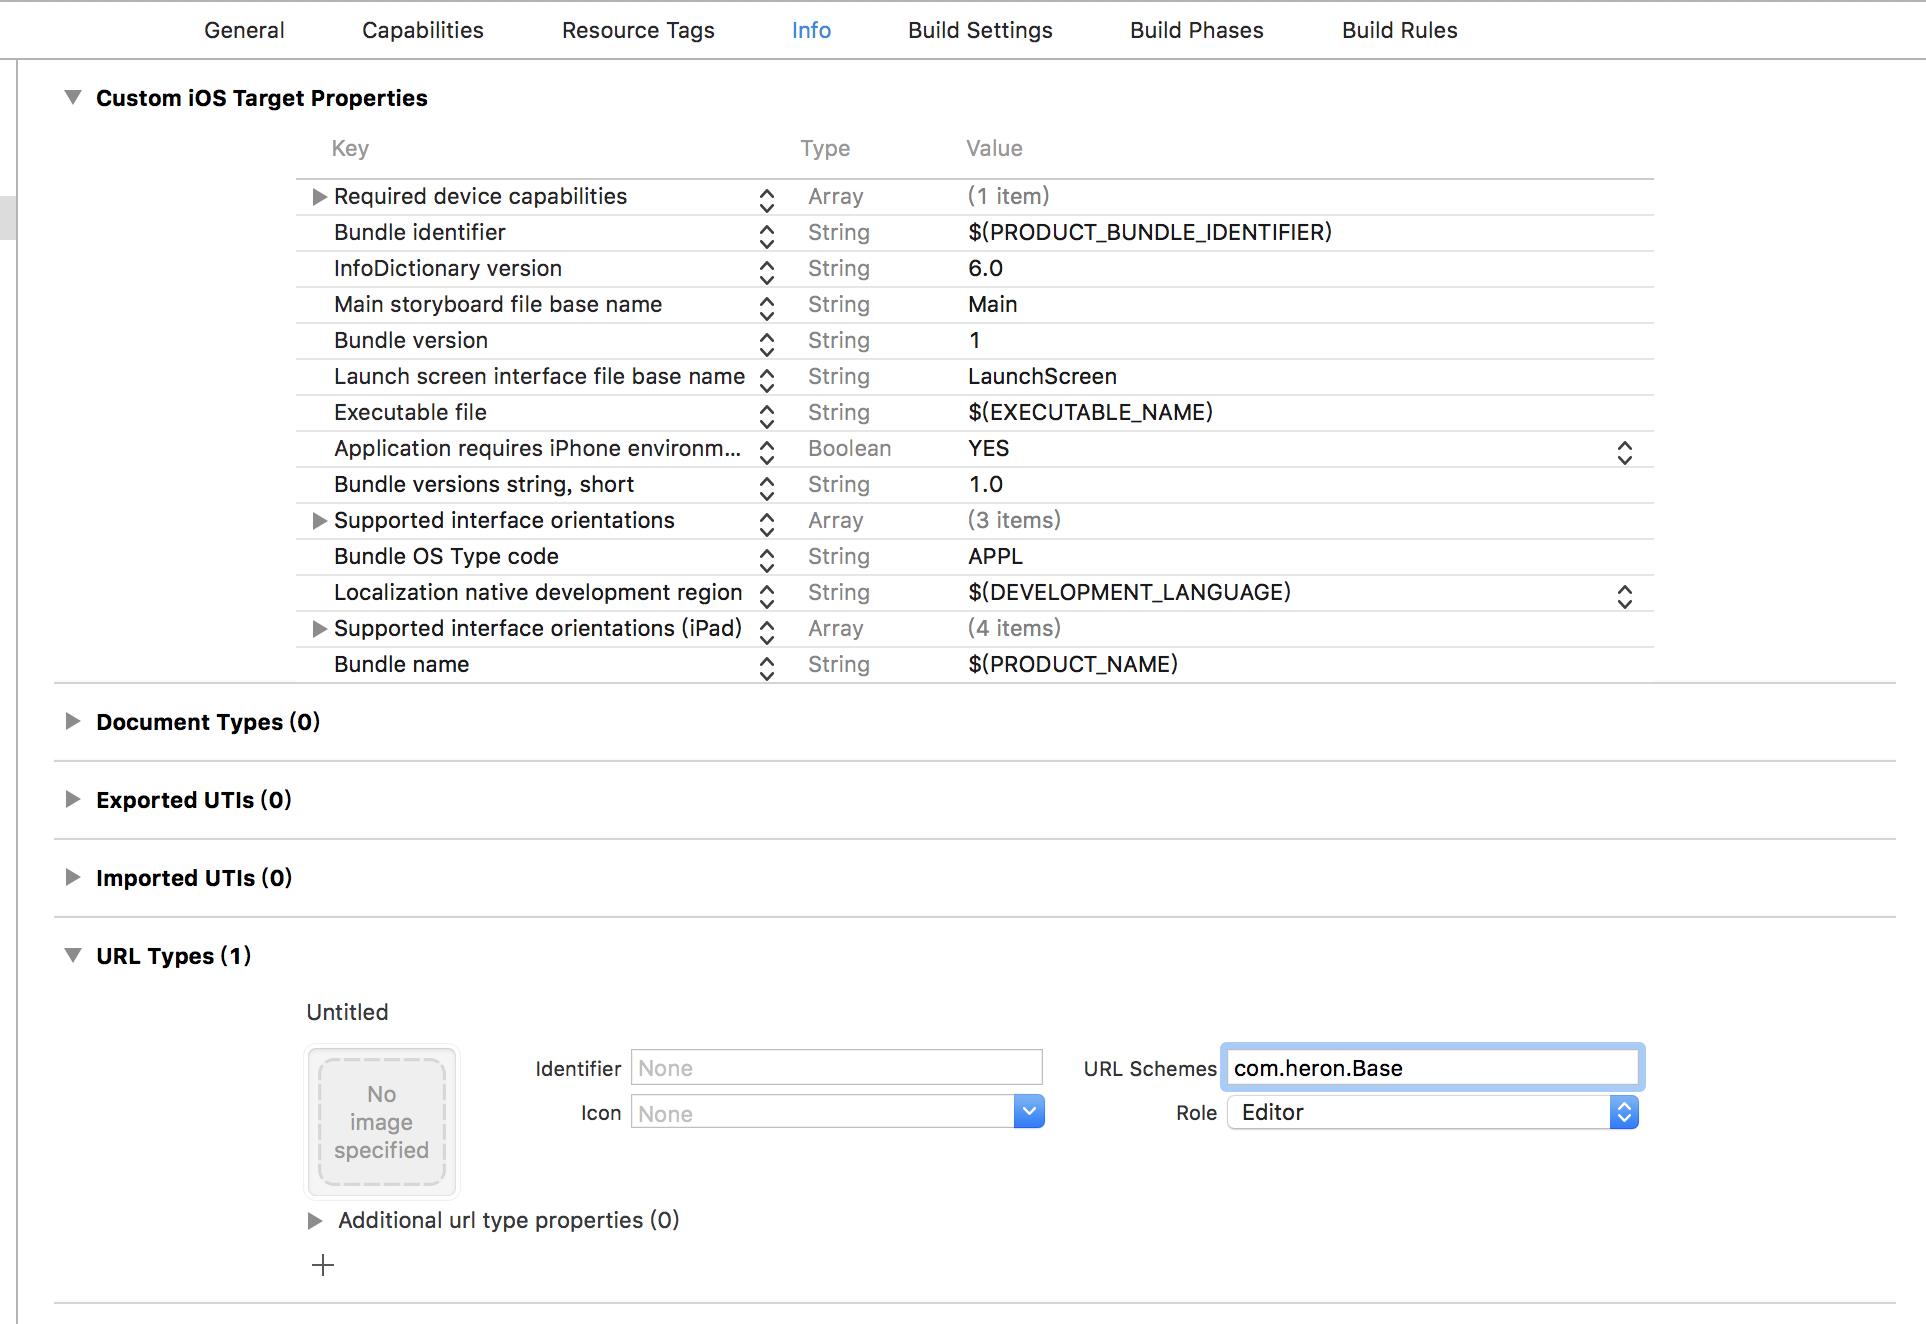 General Capabilities Resource Tags Info Build Settings Build Phases Build Rules
Custom iOS Target Properties
Key Type Value
Required device capabilities Array (1 item)
Bundle identifier String $(PRODUCT_BUNDLE_IDENTIFIER)
InfoDictionary version String 6.0
Main storyboard file base name String Main
Bundle version String 1
Launch screen interface file base name String LaunchScreen
Executable file String $(EXECUTABLE_NAME)
Application requires iPhone environm... Boolean YES
Bundle versions string, short String 1.0
Supported interface orientations Array (3 items)
Bundle OS Type code String APPL
Localization native development region String $(DEVELOPMENT_LANGUAGE)
Supported interface orientations (iPad) Array (4 items)
Bundle name String $(PRODUCT_NAME)
Document Types (0)
Exported UTIs (0)
Imported UTIs (0)
URL Types (1)
Untitled
No
image
specified
Identifier None URL Schemes com.heron.Base
Icon None Role Editor
Additional url type properties (0)